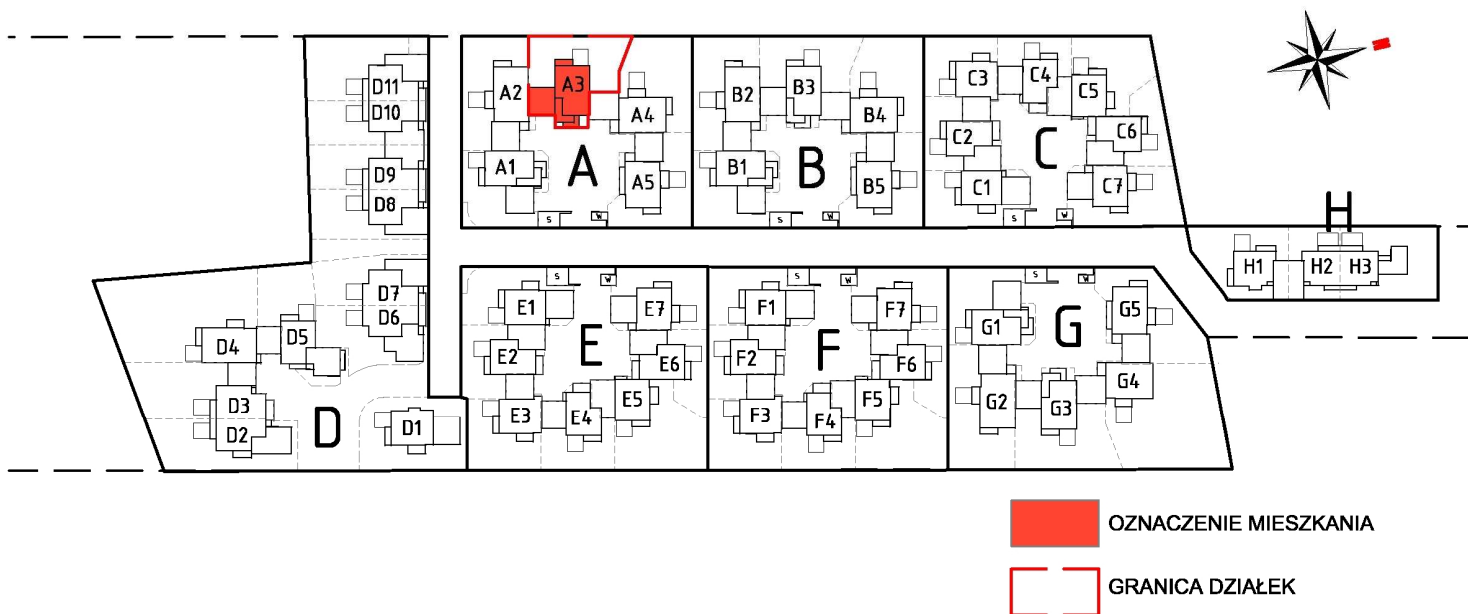 D11
D10
D9
D8
D7
D6
D5
D4
D3
D2
D1
D
A1
A2
A3
A4
A5
A
S
W
B1
B2
B3
B4
B5
B
S
W
C1
C2
C3
C4
C5
C6
C7
C
S
W
H
H1 H2 H3
E1
E2
E3
E4
E5
E6
E7
E
S
W
F1
F2
F3
F4
F5
F6
F7
F
S
W
G1
G2
G3
G4
G5
G
S
W
OZNACZENIE MIESZKANIA
GRANICA DZIAŁEK